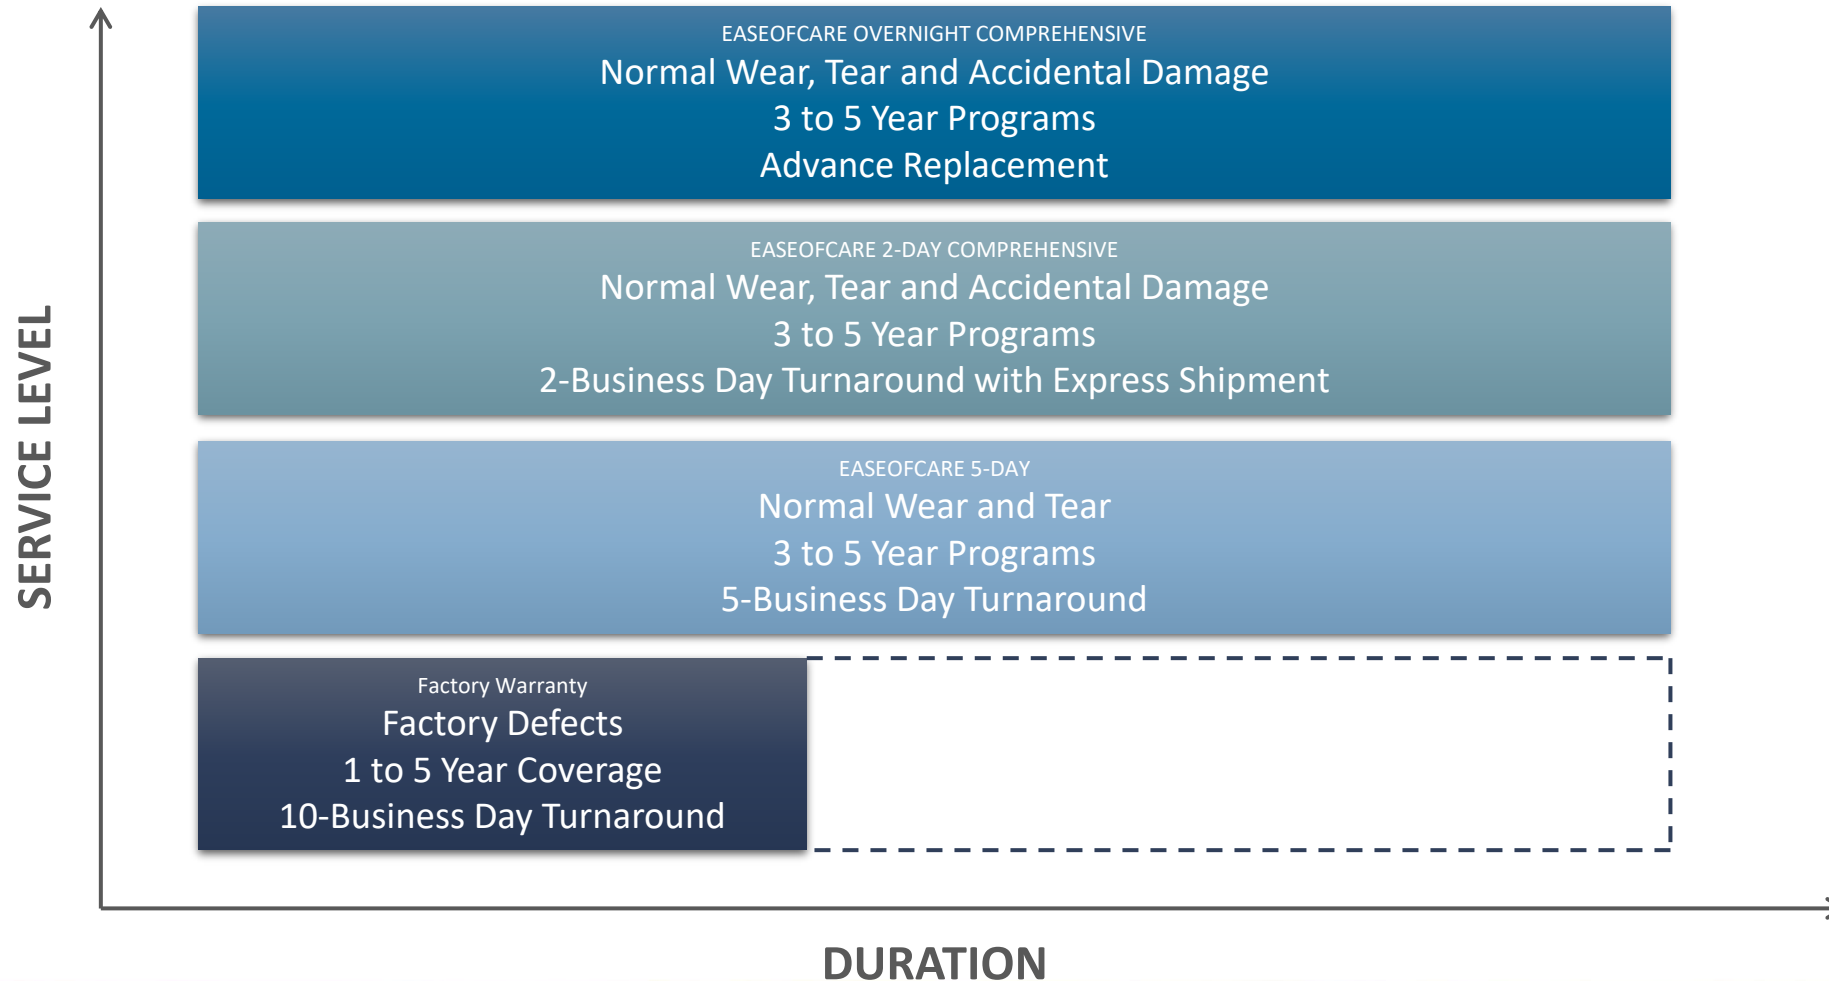 EASEOFCARE OVERNIGHT COMPREHENSIVE
Normal Wear, Tear and Accidental Damage
3 to 5 Year Programs
Advance Replacement
EASEOFCARE 2-DAY COMPREHENSIVE
Normal Wear, Tear and Accidental Damage
3 to 5 Year Programs
2-Business Day Turnaround with Express Shipment
SERVICE LEVEL
EASEOFCARE 5-DAY
Normal Wear and Tear
3 to 5 Year Programs
5-Business Day Turnaround
Factory Warranty
Factory Defects
1 to 5 Year Coverage
10-Business Day Turnaround
DURATION